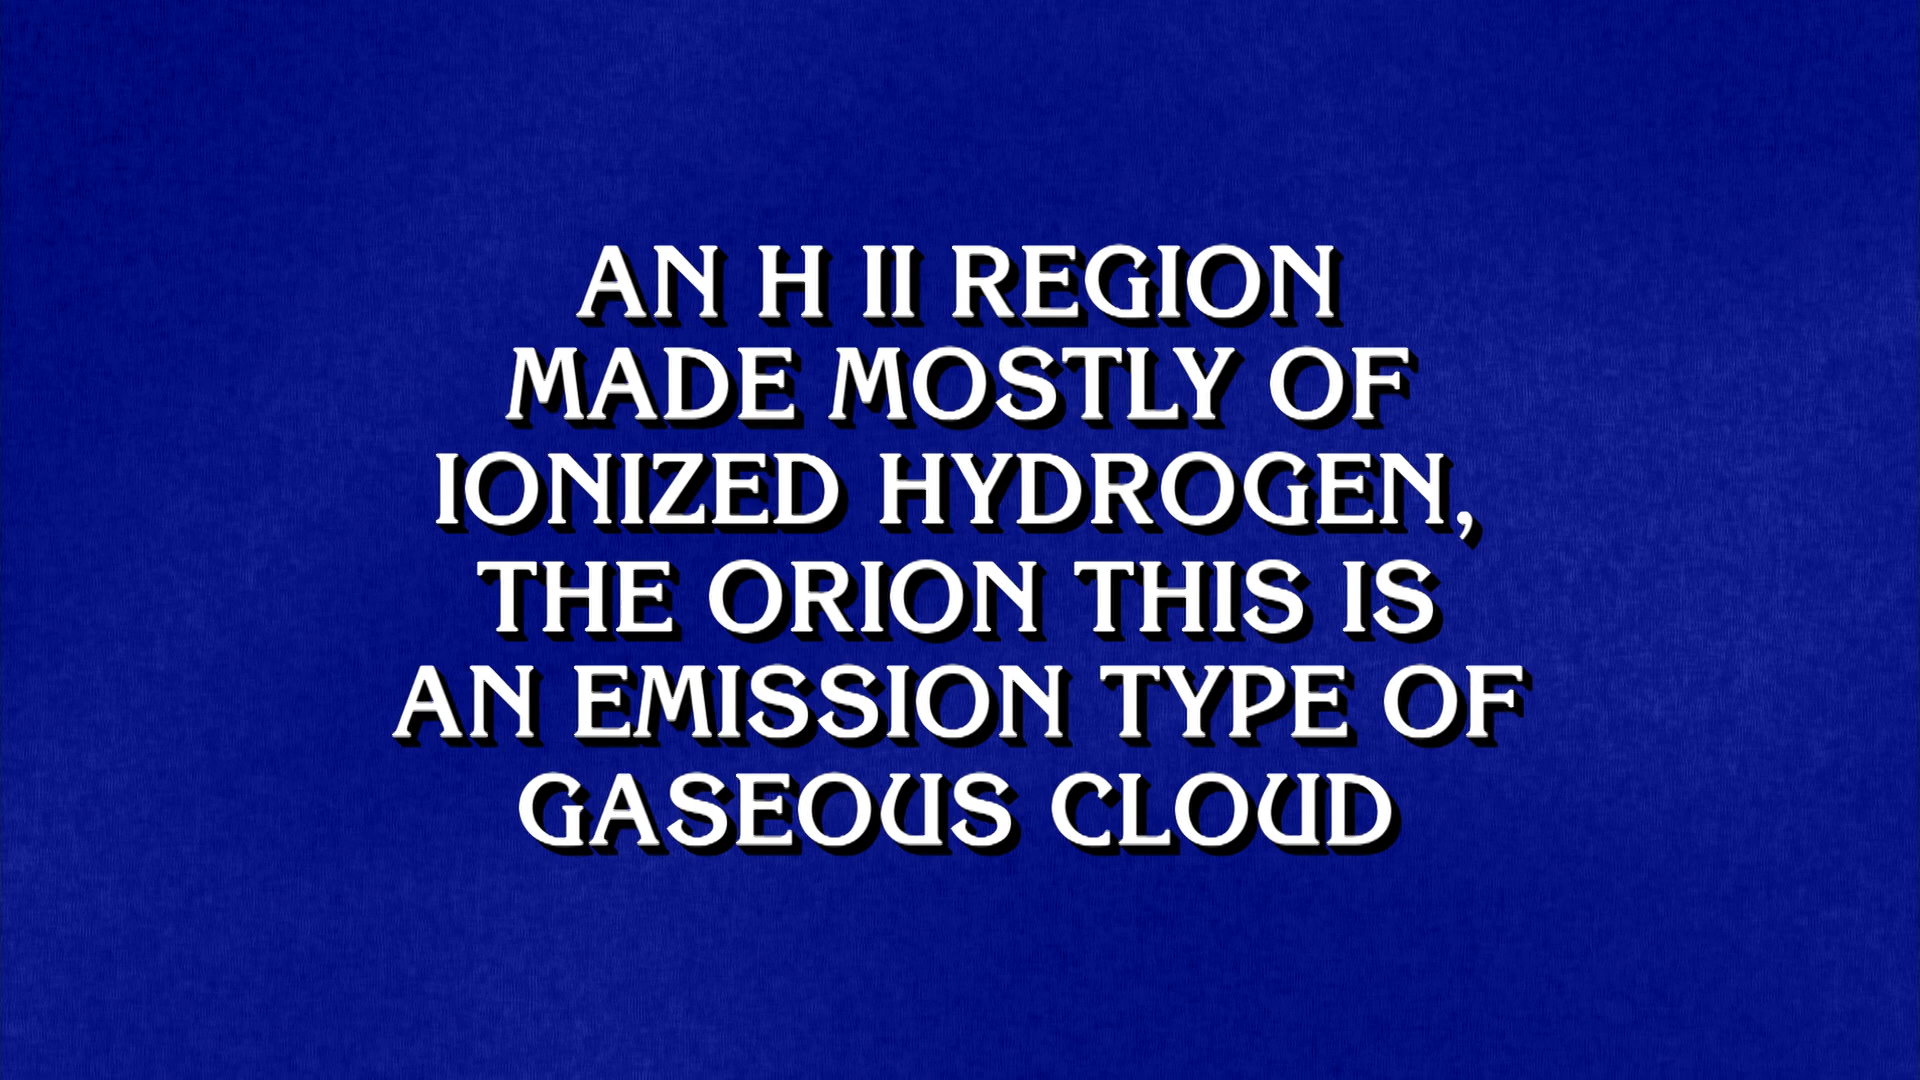 AN H II REGION
MADE MOSTLY OF
IONIZED HYDROGEN,
THE ORION THIS IS
AN EMISSION TYPE OF
GASEOUS CLOUD